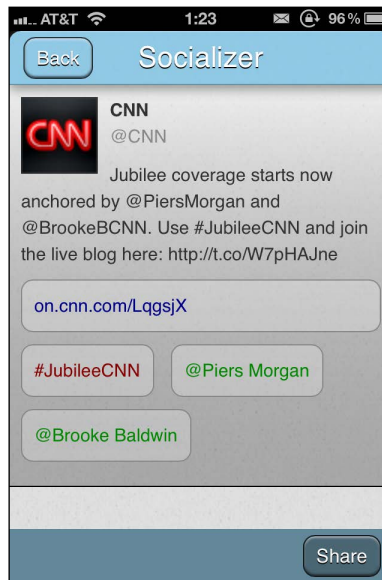 AT&T 1:23 96%
Back Socializer
CNN
CNN
@CNN
Jubilee coverage starts now
anchored by @PiersMorgan and
@BrookeBCNN. Use #JubileeCNN and join
the live blog here: http://t.co/W7pHAJne
on.cnn.com/LqgsjX
#JubileeCNN @Piers Morgan
@Brooke Baldwin
Share